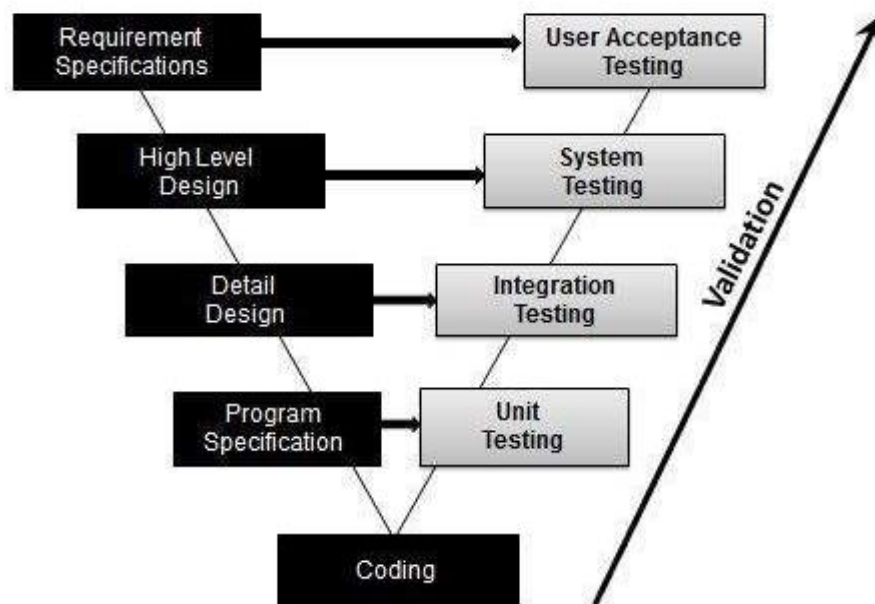 Requirement
Specifications
User Acceptance
Testing
High Level
Design
System
Testing
Detail
Design
Integration
Testing
Program
Specification
Unit
Testing
Coding
Validation